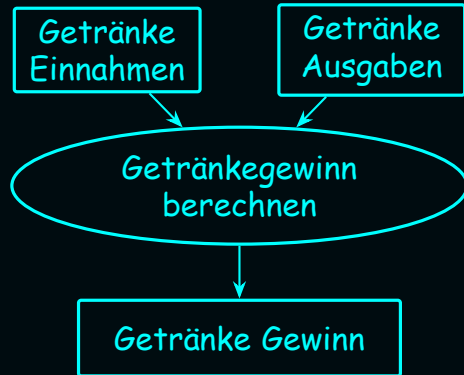 Getränke
Einnahmen
Getränke
Ausgaben
Getränkegewinn
berechnen
Getränke Gewinn